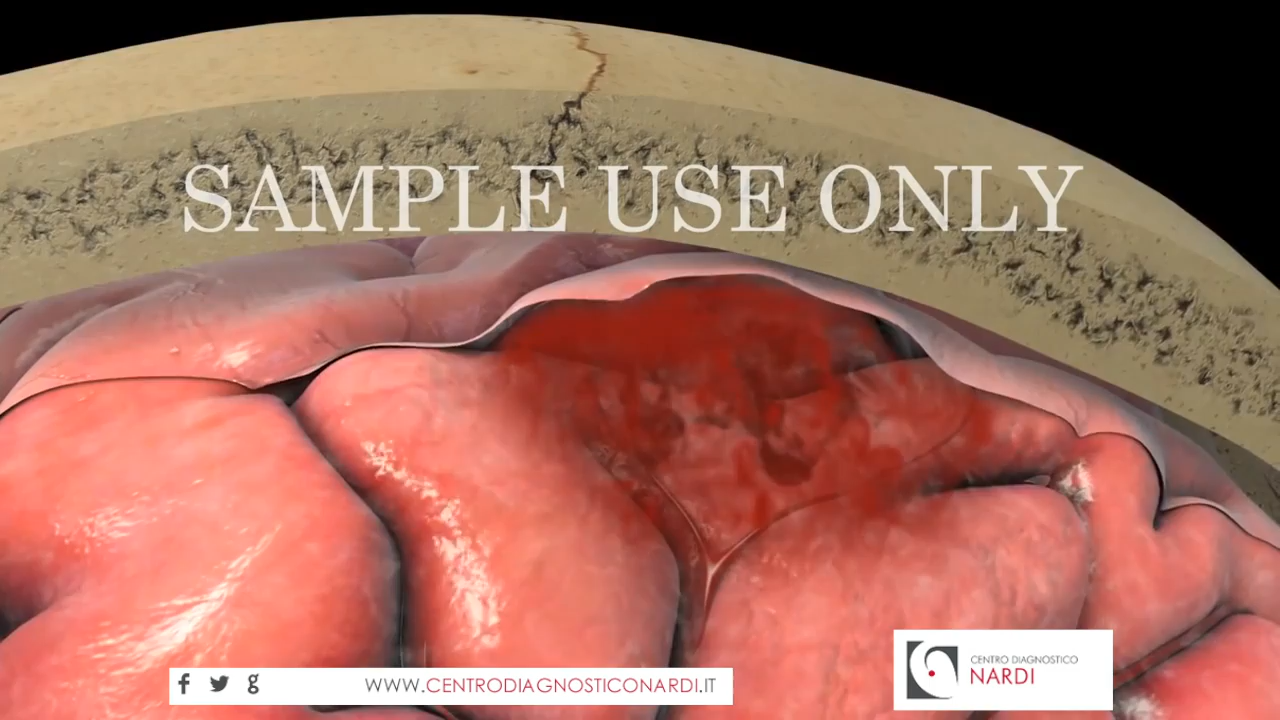 SAMPLE USE ONLY
WWW.CENTRODIAGNOSTICONARDI.IT
CENTRO DIAGNOSTICO
NARDI